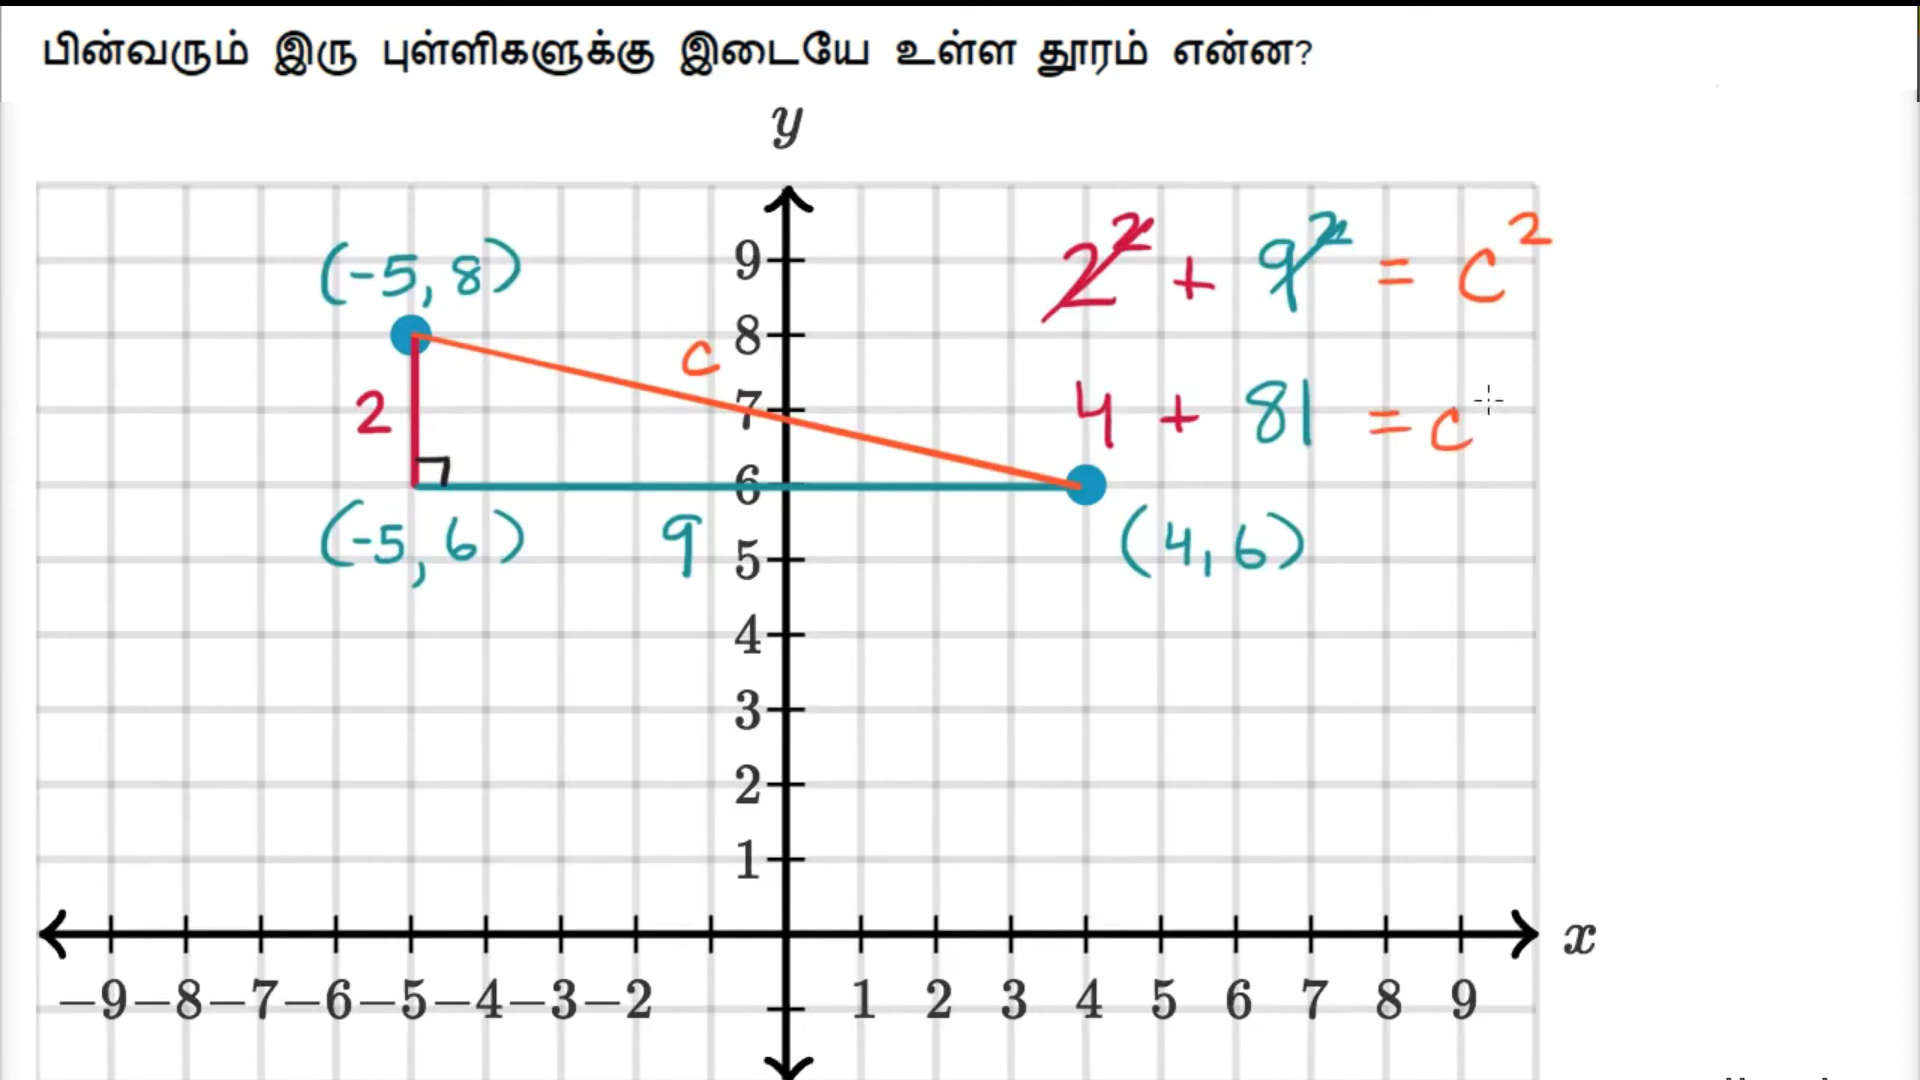 பின்வரும் இரு புள்ளிகளுக்கு இடையே உள்ள தூரம் என்ன?
y
(-5, 8)
2² + 9² = c²
9
8
c
7
2
4 + 81 = c
6
(-5, 6)
9
(4, 6)
5
4
3
2
1
x
−9 −8 −7 −6 −5 −4 −3 −2 1 2 3 4 5 6 7 8 9